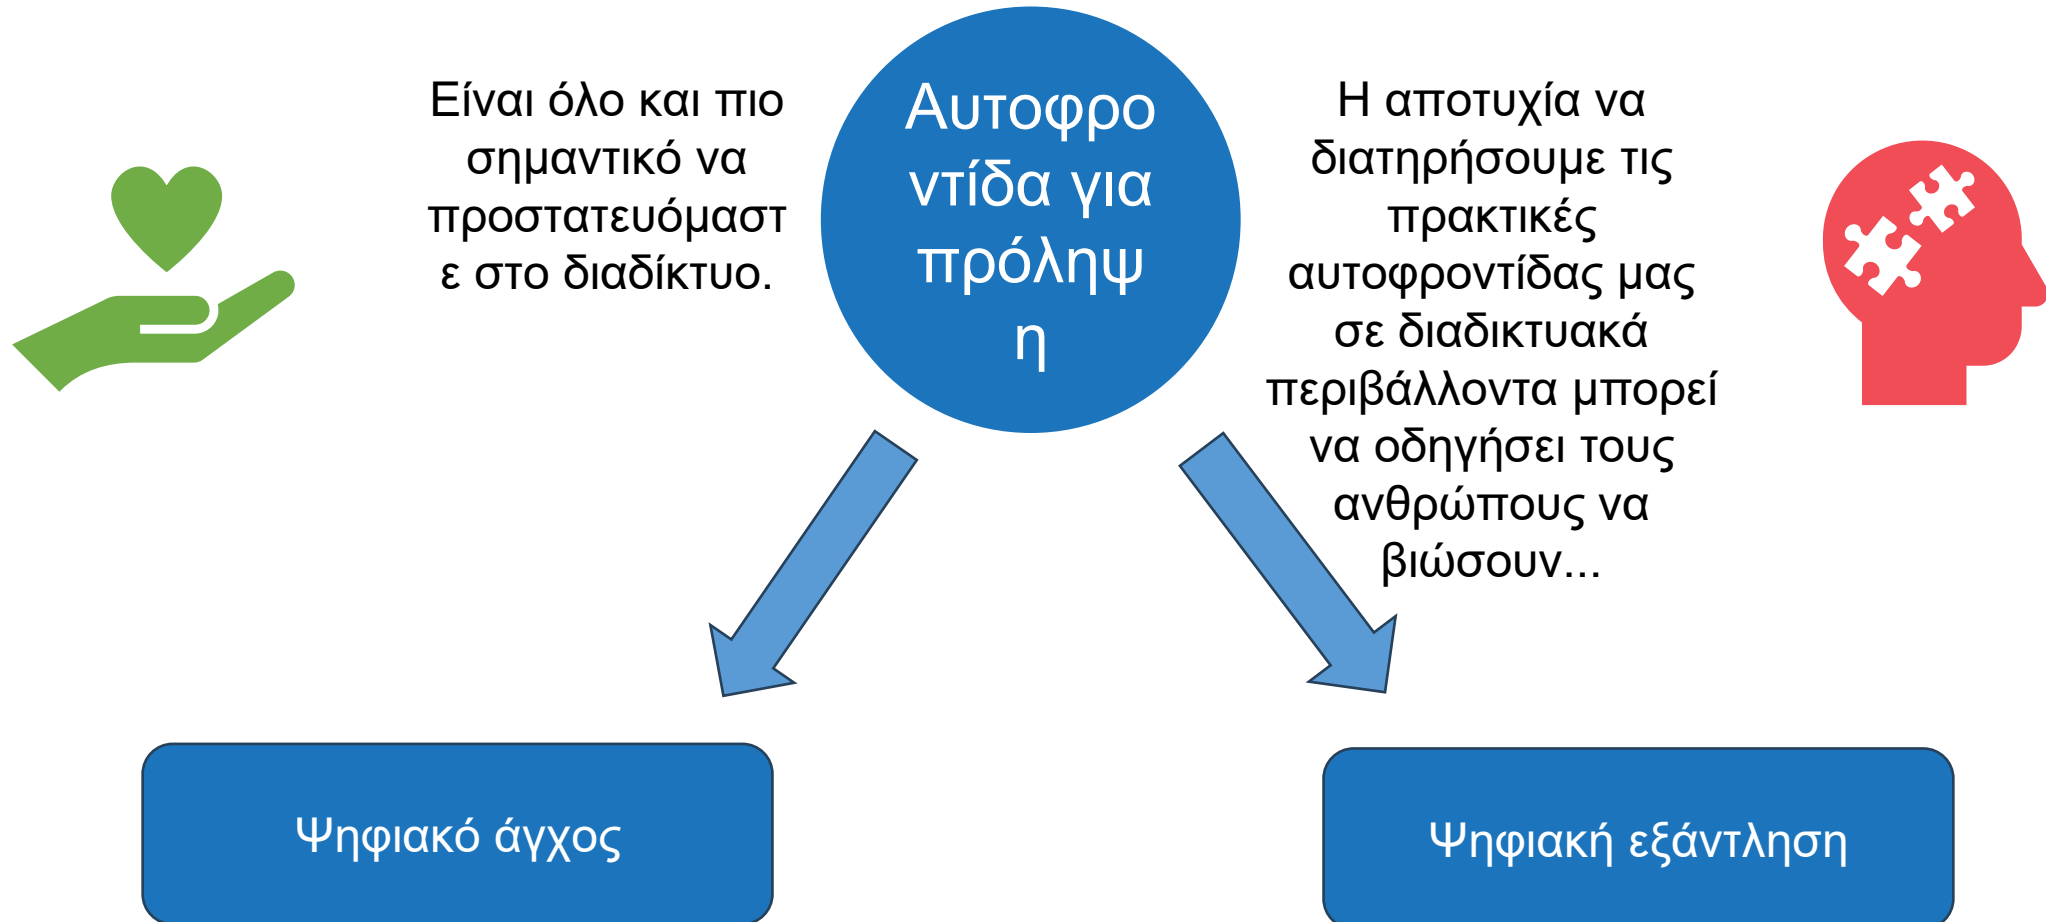 Είναι όλο και πιο
σημαντικό να
προστατευόμαστ
ε στο διαδίκτυο.
Αυτοφρο
ντίδα για
πρόληψ
η
Η αποτυχία να
διατηρήσουμε τις
πρακτικές
αυτοφροντίδας μας
σε διαδικτυακά
περιβάλλοντα μπορεί
να οδηγήσει τους
ανθρώπους να
βιώσουν...
Ψηφιακό άγχος
Ψηφιακή εξάντληση